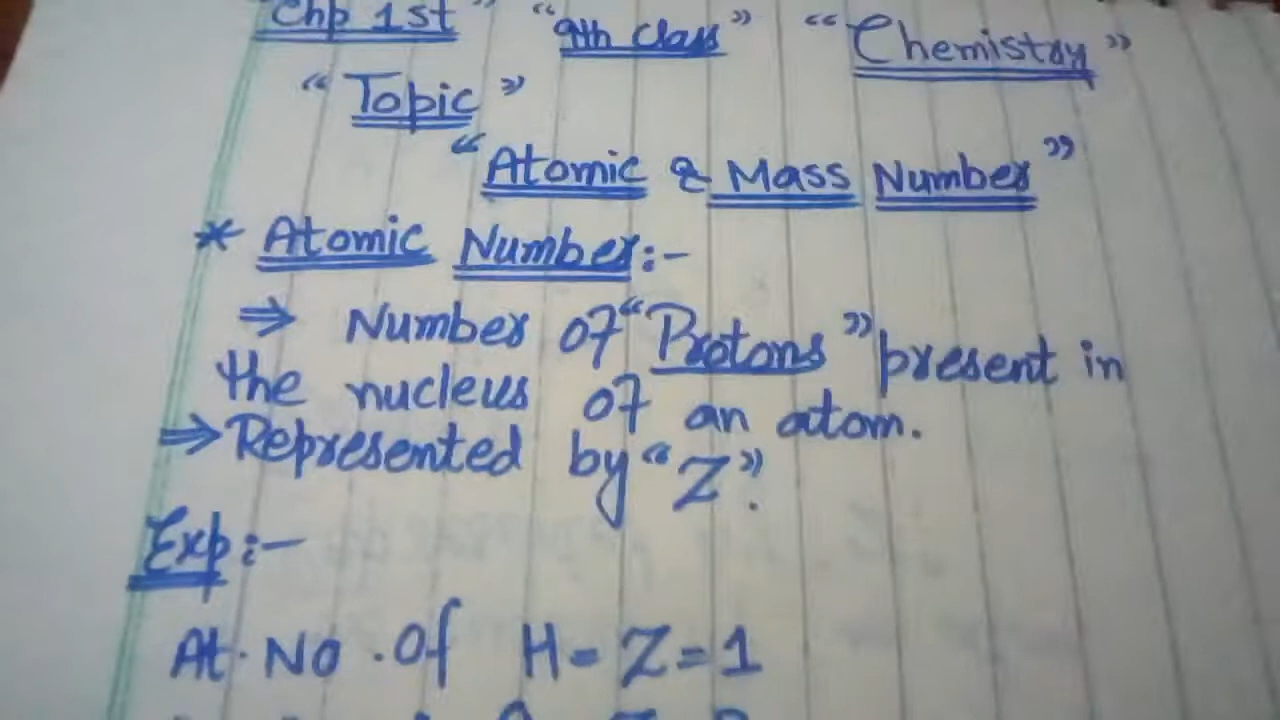 "Chp 1st" "9th Class" "Chemistry"
"Topic"
"Atomic & Mass Number"
* Atomic Number:-
⇒ Number of "Protons" present in
the nucleus of an atom.
⇒ Represented by "Z".
Exp:-
At. No. of H = Z = 1